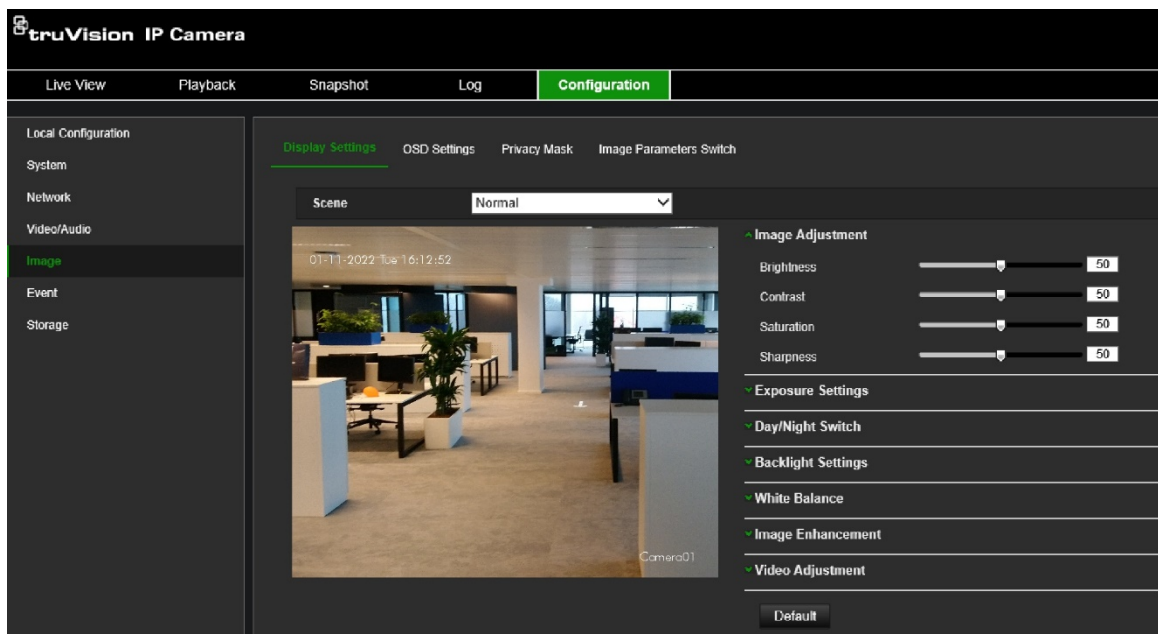 truVision IP Camera
Live View Playback Snapshot Log Configuration
Local Configuration
System
Network
Video/Audio
Image
Event
Storage
Display Settings OSD Settings Privacy Mask Image Parameters Switch
Scene Normal
01-11-2022 Tue 16:12:52
Camera01
Image Adjustment
Brightness 50
Contrast 50
Saturation 50
Sharpness 50
Exposure Settings
Day/Night Switch
Backlight Settings
White Balance
Image Enhancement
Video Adjustment
Default